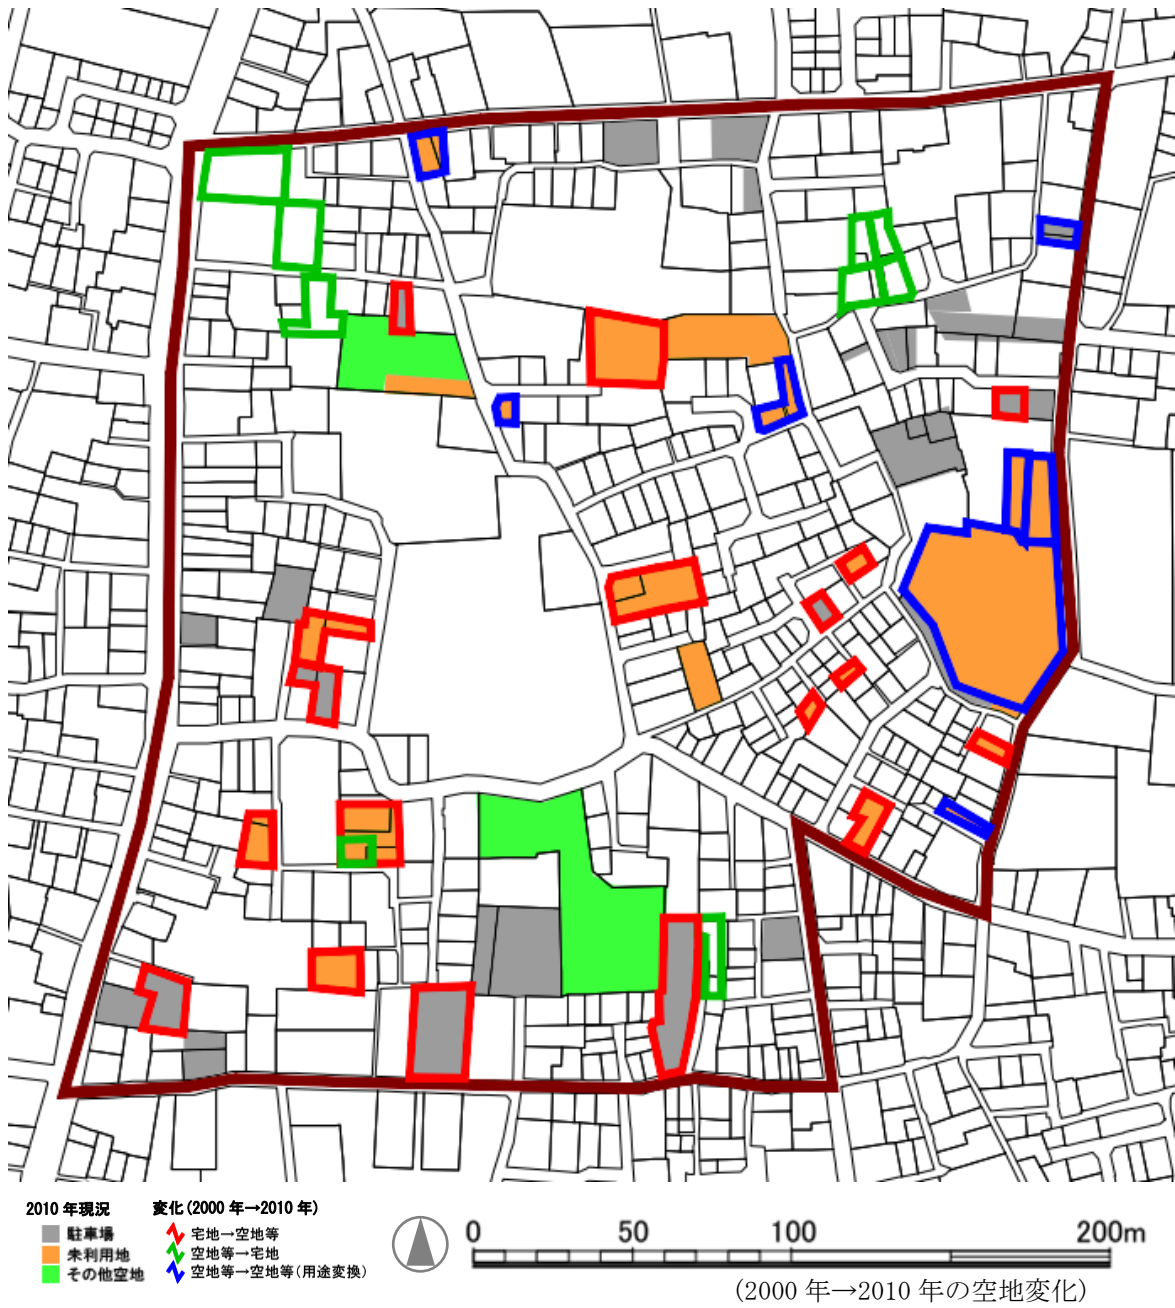 2010 年現況
駐車場
未利用地
その他空地
変化(2000 年→2010 年)
宅地→空地等
空地等→宅地
空地等→空地等(用途変換)
0 50 100 200m
(2000 年→2010 年の空地変化)